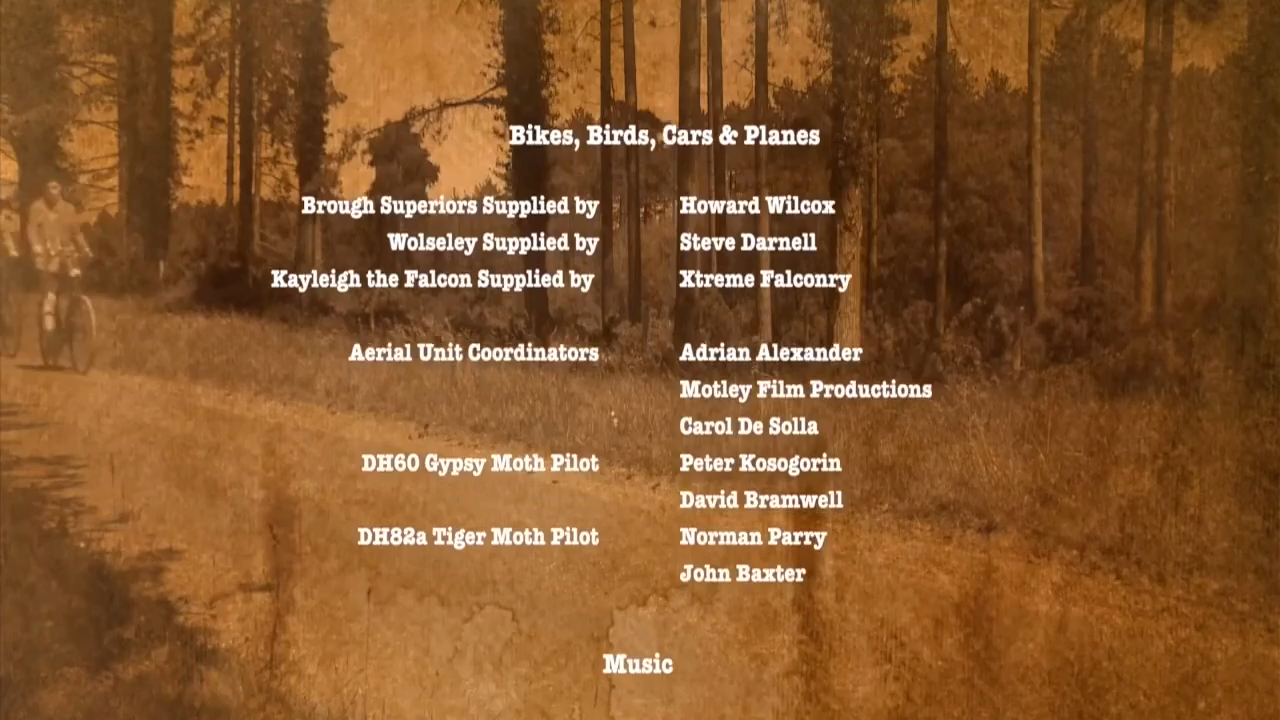 Bikes, Birds, Cars & Planes
Brough Superiors Supplied by Howard Wilcox
Wolseley Supplied by Steve Darnell
Kayleigh the Falcon Supplied by Xtreme Falconry
Aerial Unit Coordinators Adrian Alexander
Motley Film Productions
Carol De Solla
DH60 Gypsy Moth Pilot Peter Kosogorin
David Bramwell
DH82a Tiger Moth Pilot Norman Parry
John Baxter
Music